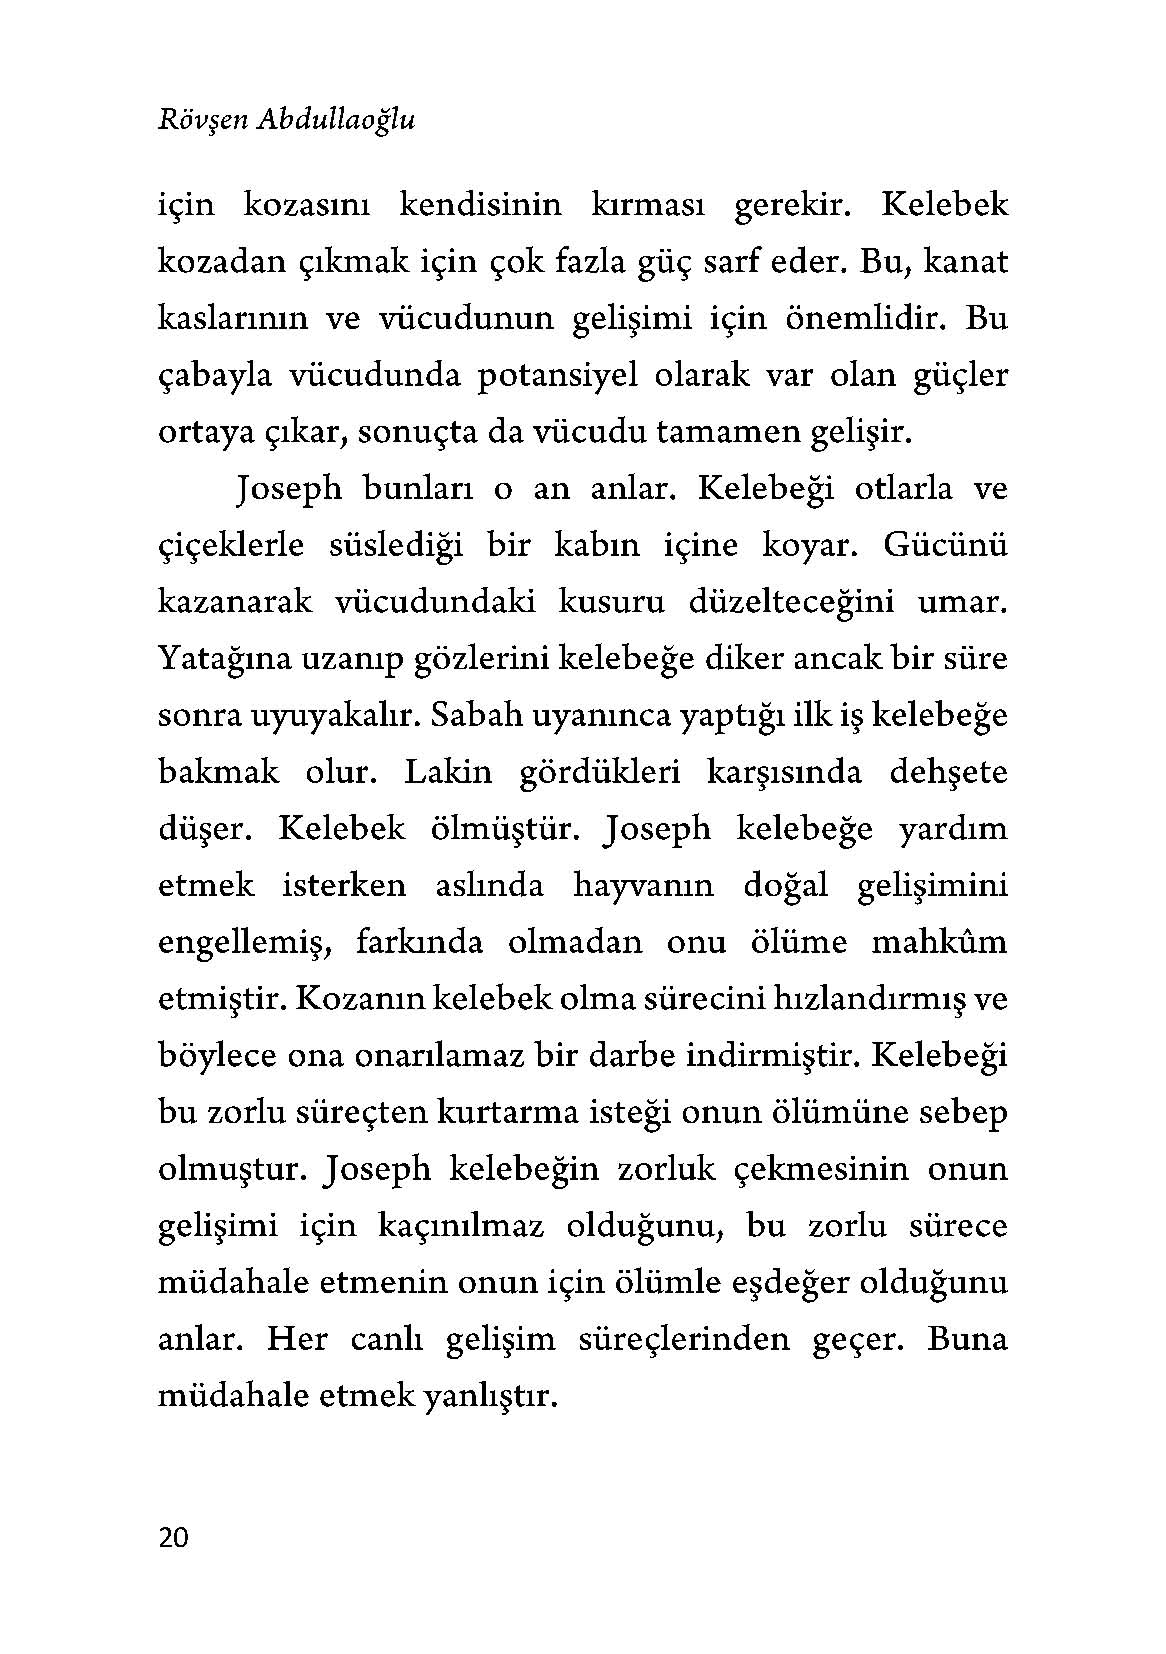 Rövşen Abdullaoğlu
için kozasını kendisinin kırması gerekir. Kelebek
kozadan çıkmak için çok fazla güç sarf eder. Bu, kanat
kaslarının ve vücudunun gelişimi için önemlidir. Bu
çabayla vücudunda potansiyel olarak var olan güçler
ortaya çıkar, sonuçta da vücudu tamamen gelişir.
Joseph bunları o an anlar. Kelebeği otlarla ve
çiçeklerle süslediği bir kabın içine koyar. Gücünü
kazanarak vücudundaki kusuru düzelteceğini umar.
Yatağına uzanıp gözlerini kelebeğe diker ancak bir süre
sonra uyuyakalır. Sabah uyanınca yaptığı ilk iş kelebeğe
bakmak olur. Lakin gördükleri karşısında dehşete
düşer. Kelebek ölmüştür. Joseph kelebeğe yardım
etmek isterken aslında hayvanın doğal gelişimini
engellemiş, farkında olmadan onu ölüme mahkûm
etmiştir. Kozanın kelebek olma sürecini hızlandırmış ve
böylece ona onarılamaz bir darbe indirmiştir. Kelebeği
bu zorlu süreçten kurtarma isteği onun ölümüne sebep
olmuştur. Joseph kelebeğin zorluk çekmesinin onun
gelişimi için kaçınılmaz olduğunu, bu zorlu sürece
müdahale etmenin onun için ölümle eşdeğer olduğunu
anlar. Her canlı gelişim süreçlerinden geçer. Buna
müdahale etmek yanlıştır.
20